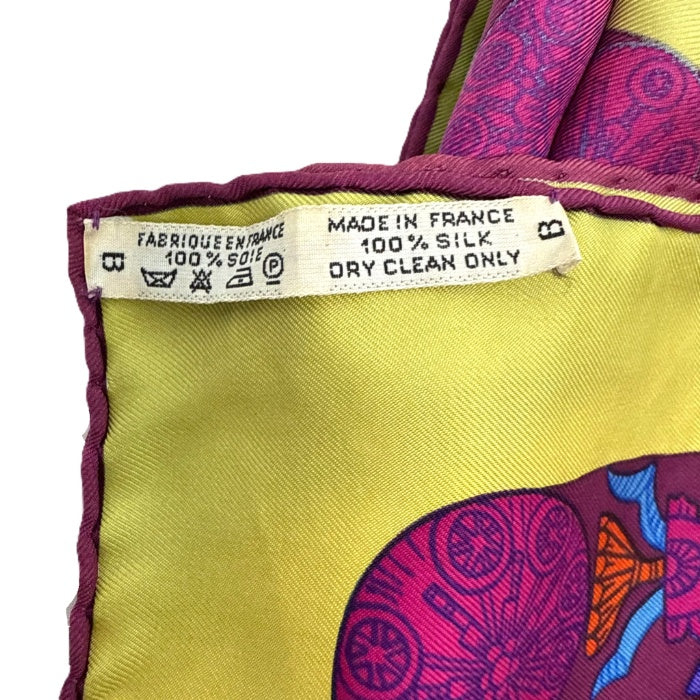 B
FABRIQUE EN FRANCE
100% SOIE
MADE IN FRANCE
100% SILK
DRY CLEAN ONLY
B